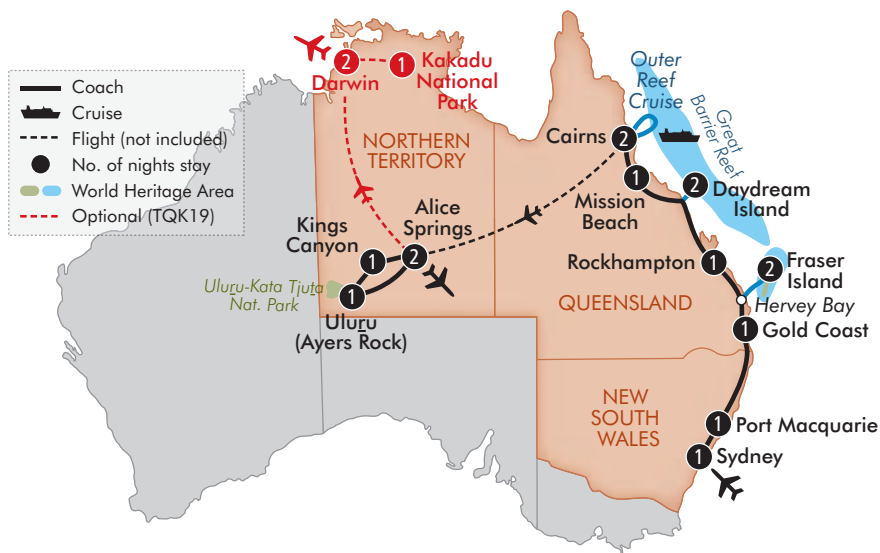 Coach
Cruise
Flight (not included)
No. of nights stay
World Heritage Area
Optional (TQK19)
2
Darwin
1
Kakadu
National
Park
NORTHERN
TERRITORY
Outer
Reef
Cruise
Great
Barrier Reef
Cairns
2
1
Mission
Beach
2
Daydream
Island
Kings
Canyon
1
Alice
Springs
2
Uluru-Kata Tjuta
Nat. Park
1
Uluru
(Ayers Rock)
Rockhampton
1
2
Fraser
Island
QUEENSLAND
Hervey Bay
1
Gold Coast
NEW
SOUTH
WALES
1
Port Macquarie
1
Sydney